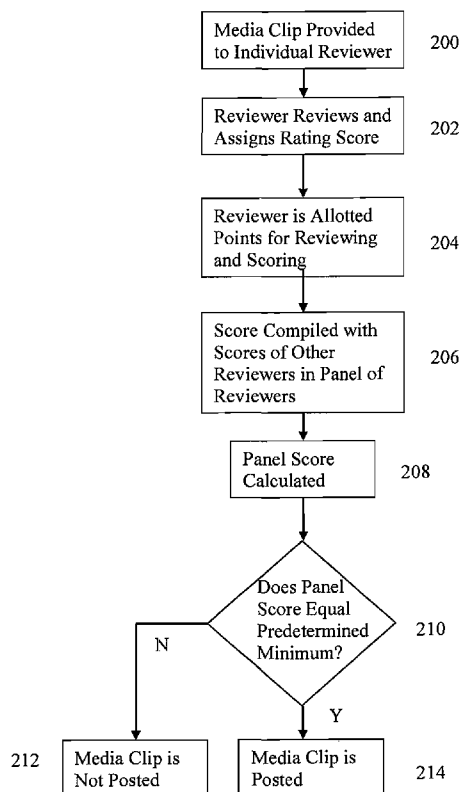 Media Clip Provided
to Individual Reviewer
200
Reviewer Reviews and
Assigns Rating Score
202
Reviewer is Allotted
Points for Reviewing
and Scoring
204
Score Compiled with
Scores of Other
Reviewers in Panel of
Reviewers
206
Panel Score
Calculated
208
Does Panel
Score Equal
Predetermined
Minimum?
210
N
Y
212
Media Clip is
Not Posted
Media Clip is
Posted
214